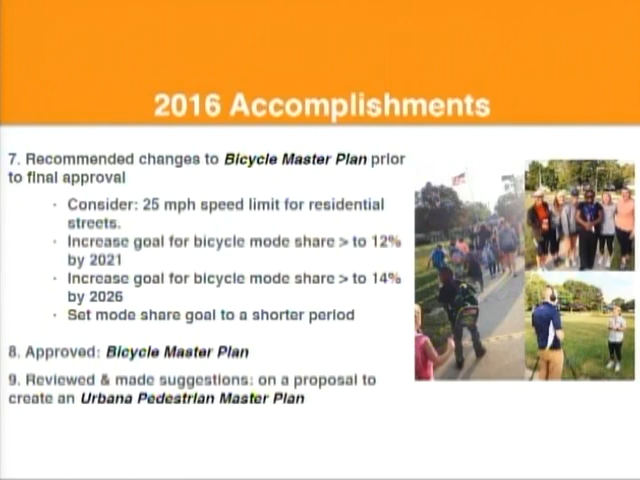 2016 Accomplishments
7. Recommended changes to Bicycle Master Plan prior
to final approval
· Consider: 25 mph speed limit for residential
streets.
· Increase goal for bicycle mode share > to 12%
by 2021
· Increase goal for bicycle mode share > to 14%
by 2026
· Set mode share goal to a shorter period
8. Approved: Bicycle Master Plan
9. Reviewed & made suggestions: on a proposal to
create an Urbana Pedestrian Master Plan